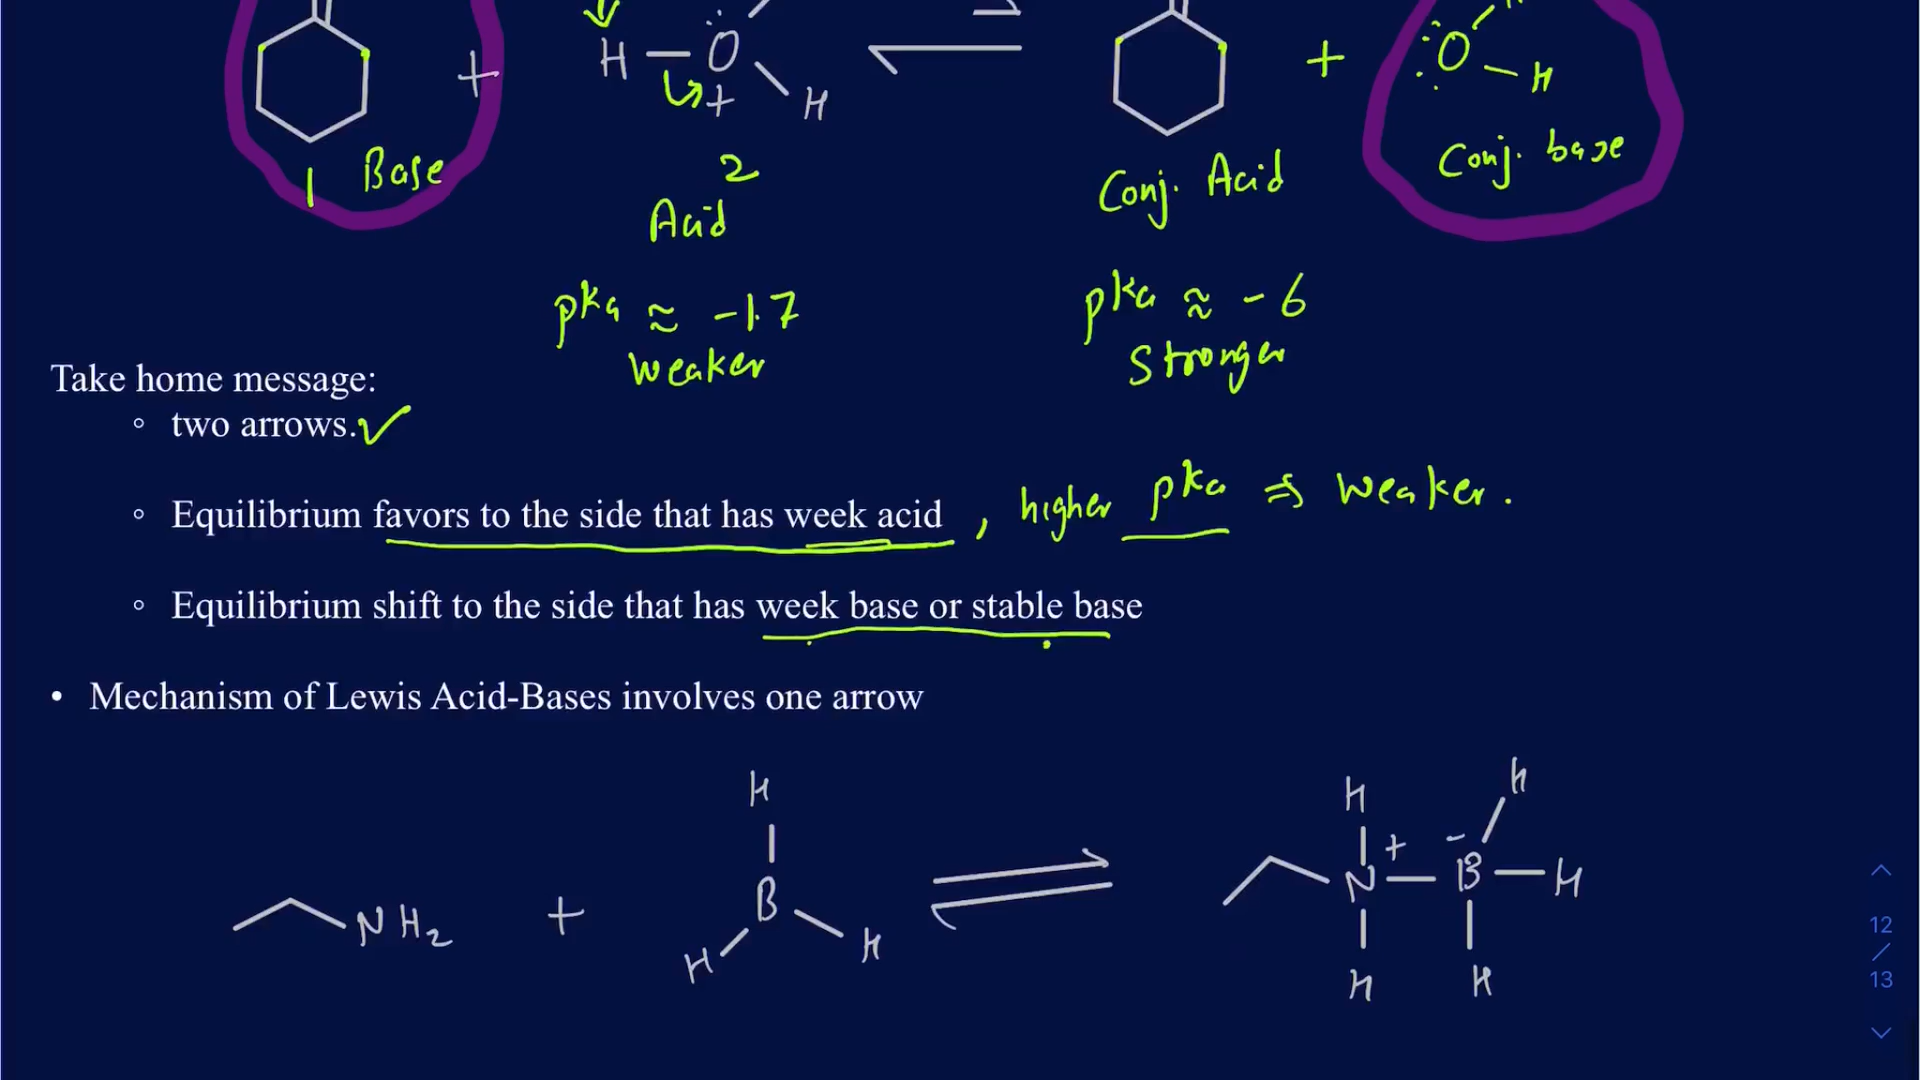 H — O
+
H
+
O — H
+
1 Base
2
Acid
Conj. Acid
Conj. base
pka ≈ -1.7
weaker
pka ≈ -6
Stronger
Take home message:
◦ two arrows.✓
◦ Equilibrium favors to the side that has week acid , higher pka ⇒ weaker.
◦ Equilibrium shift to the side that has week base or stable base
• Mechanism of Lewis Acid-Bases involves one arrow
NH2 + H B H H
H H N + — B - — H H H
12
/
13